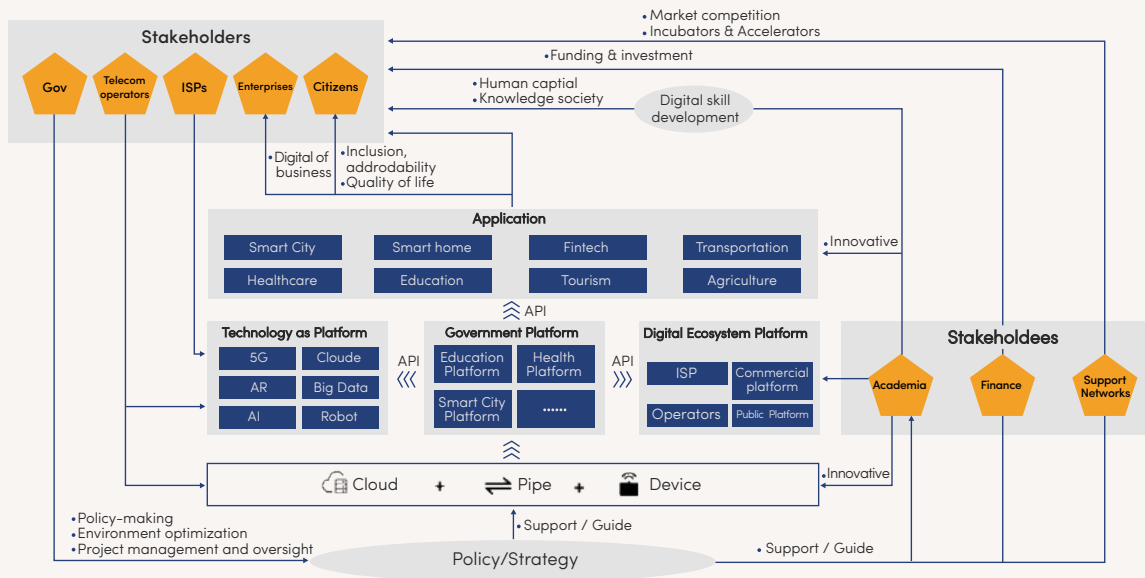 Stakeholders
Gov
Telecom
operators
ISPs
Enterprises
Citizens
•Market competition
•Incubators & Accelerators
•Funding & investment
•Human captial
•Knowledge society
Digital skill
development
•Digital of
business
•Inclusion,
addrodability
•Quality of life
Application
Smart City
Smart home
Fintech
Transportation
Healthcare
Education
Tourism
Agriculture
•Innovative
API
Technology as Platform
5G
Cloude
AR
Big Data
AI
Robot
API
Government Platform
Education
Platform
Health
Platform
Smart City
Platform
......
API
Digital Ecosystem Platform
ISP
Commercial
platform
Operators
Public Platform
Stakeholdees
Academia
Finance
Support
Networks
Cloud + Pipe + Device
•Innovative
•Policy-making
•Environment optimization
•Project management and oversight
•Support / Guide
Policy/Strategy
•Support / Guide